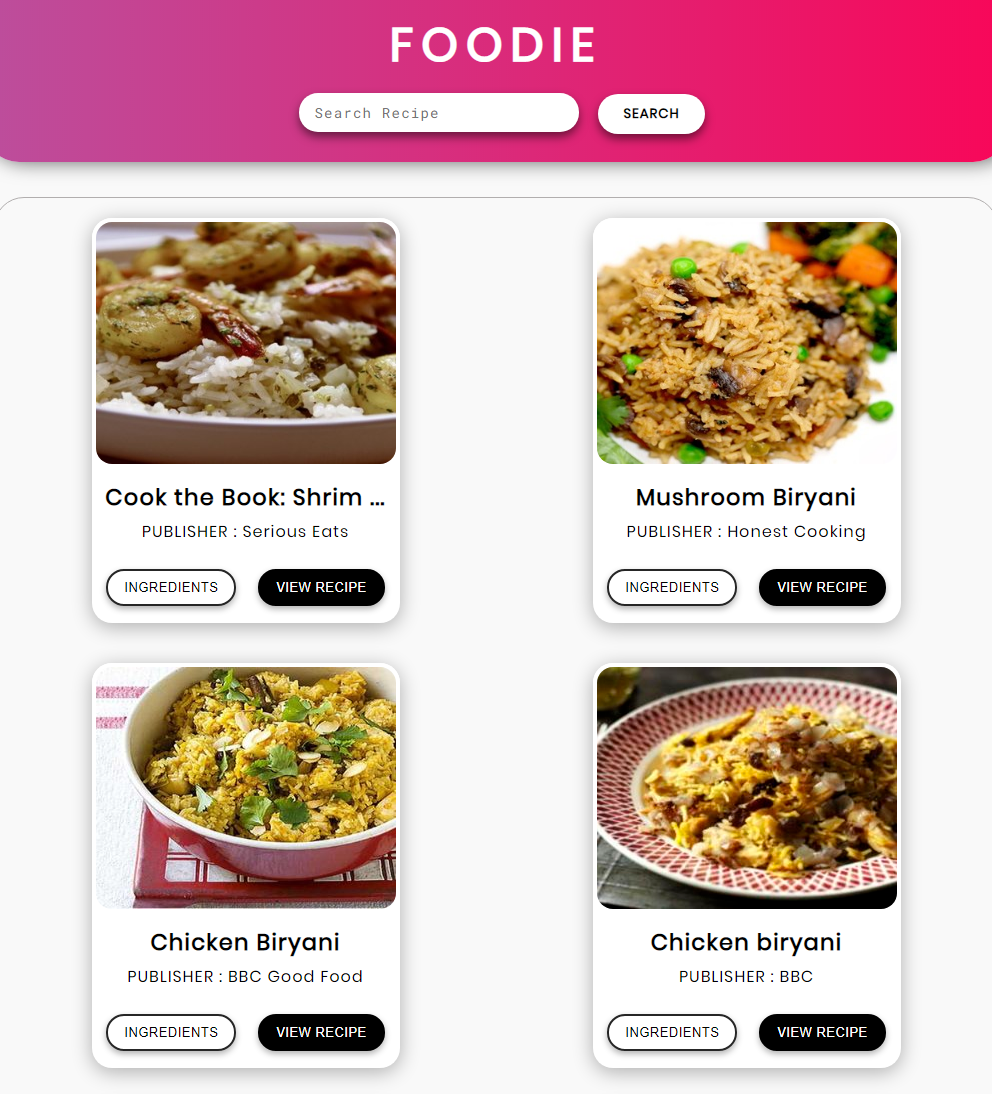 FOODIE
Search Recipe
SEARCH
Cook the Book: Shrim ...
PUBLISHER : Serious Eats
INGREDIENTS
VIEW RECIPE
Mushroom Biryani
PUBLISHER : Honest Cooking
INGREDIENTS
VIEW RECIPE
Chicken Biryani
PUBLISHER : BBC Good Food
INGREDIENTS
VIEW RECIPE
Chicken biryani
PUBLISHER : BBC
INGREDIENTS
VIEW RECIPE